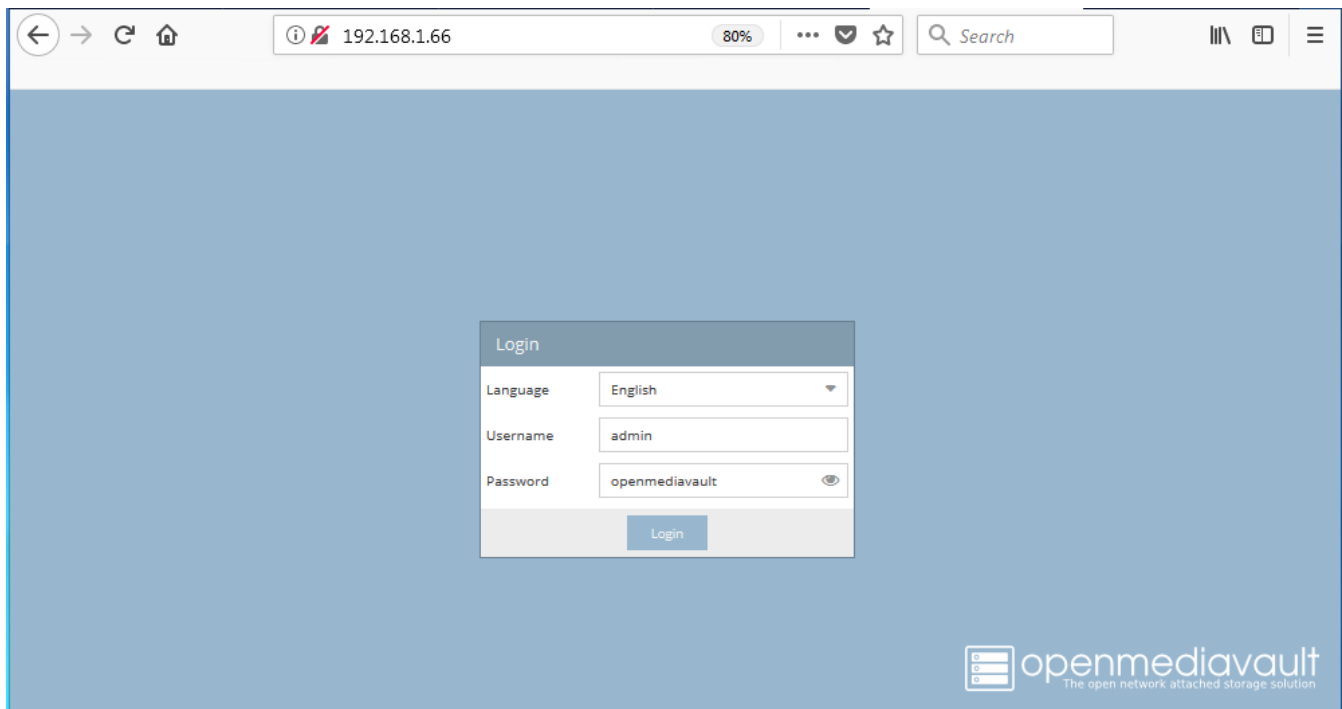 192.168.1.66
80%
Search
Login
Language English
Username admin
Password openmediavault
Login
openmediavault
The open network attached storage solution